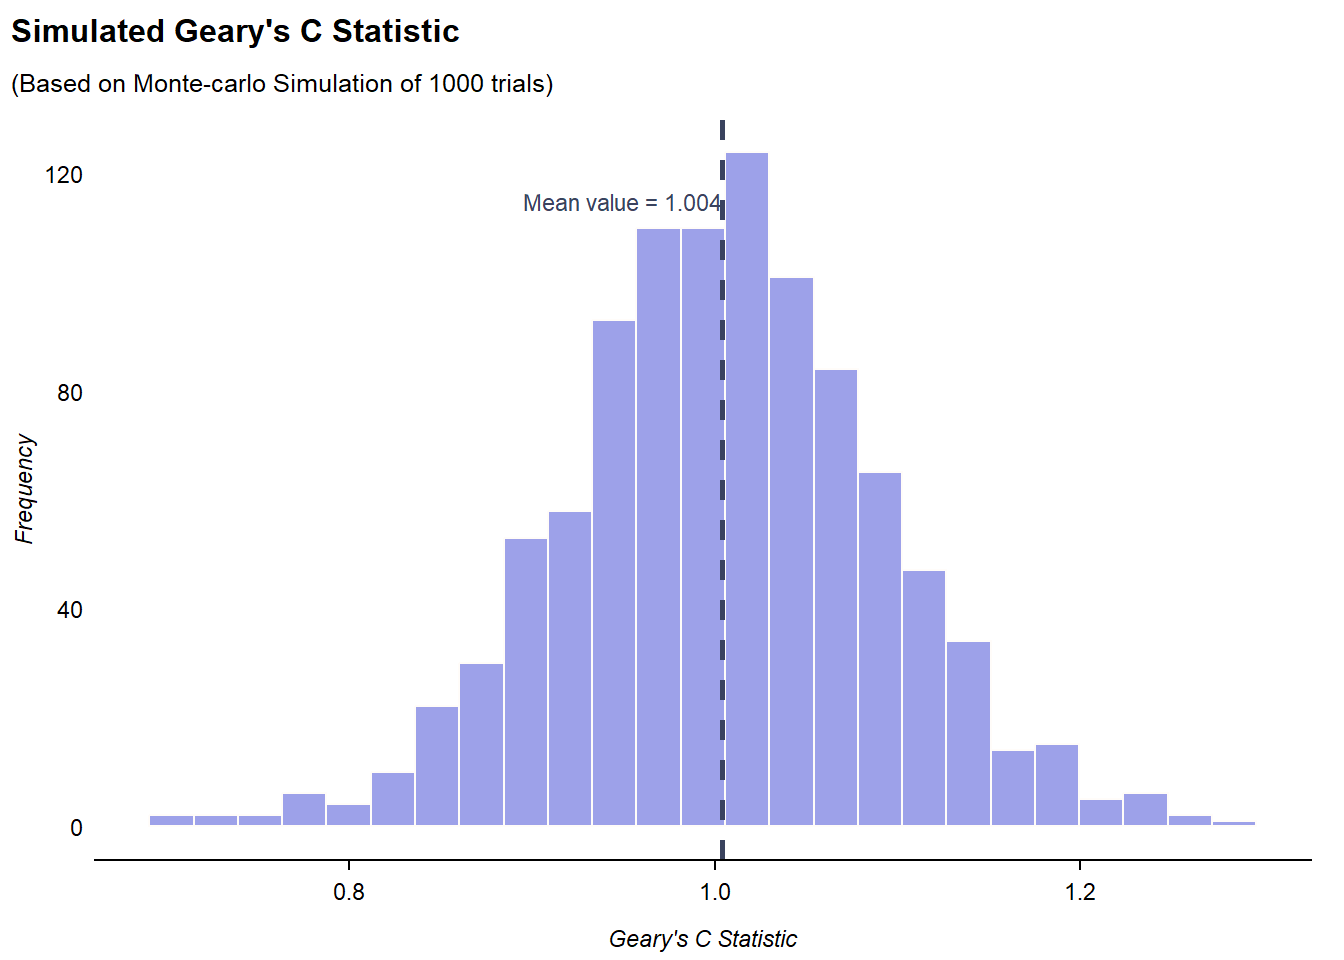 Simulated Geary's C Statistic
(Based on Monte-carlo Simulation of 1000 trials)
120
Mean value = 1.004
80
Frequency
40
0
0.8 1.0 1.2
Geary's C Statistic